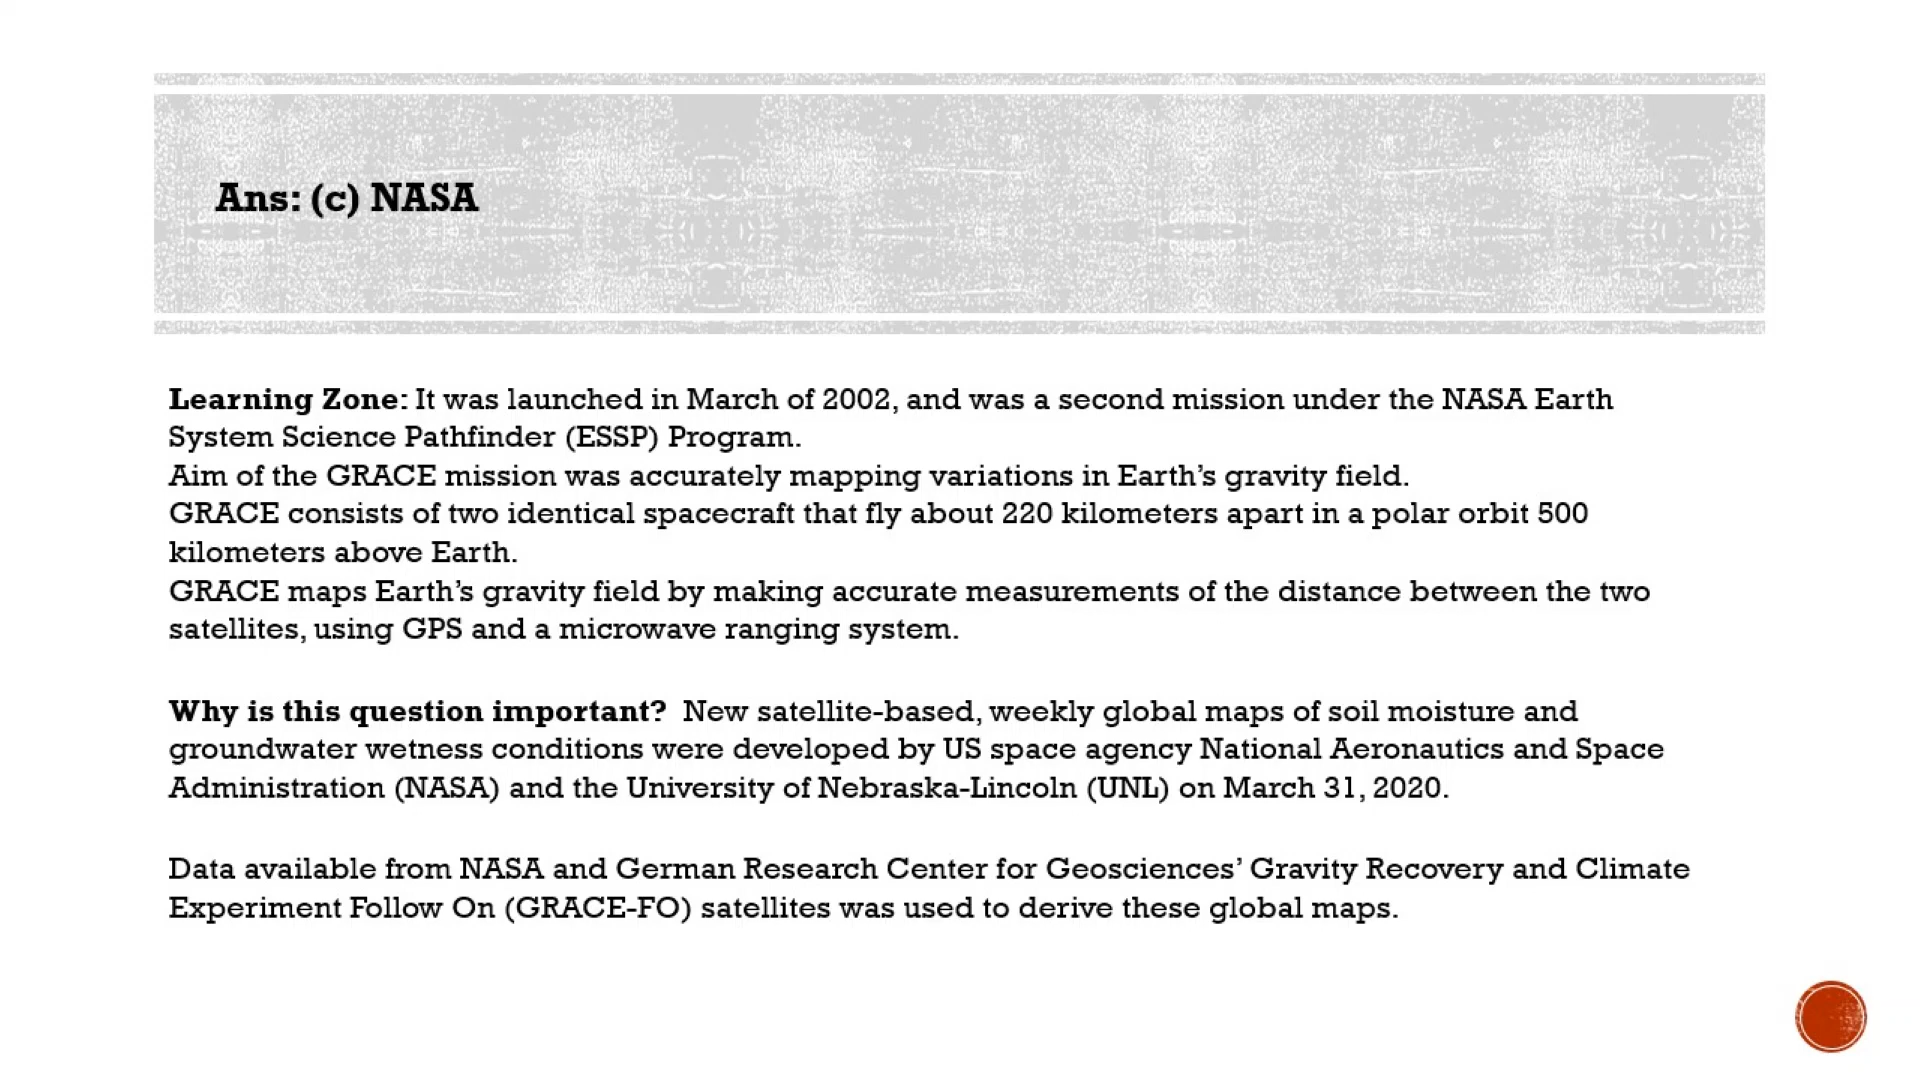 Ans: (c) NASA
Learning Zone: It was launched in March of 2002, and was a second mission under the NASA Earth
System Science Pathfinder (ESSP) Program.
Aim of the GRACE mission was accurately mapping variations in Earth’s gravity field.
GRACE consists of two identical spacecraft that fly about 220 kilometers apart in a polar orbit 500
kilometers above Earth.
GRACE maps Earth’s gravity field by making accurate measurements of the distance between the two
satellites, using GPS and a microwave ranging system.
Why is this question important? New satellite-based, weekly global maps of soil moisture and
groundwater wetness conditions were developed by US space agency National Aeronautics and Space
Administration (NASA) and the University of Nebraska-Lincoln (UNL) on March 31, 2020.
Data available from NASA and German Research Center for Geosciences’ Gravity Recovery and Climate
Experiment Follow On (GRACE-FO) satellites was used to derive these global maps.